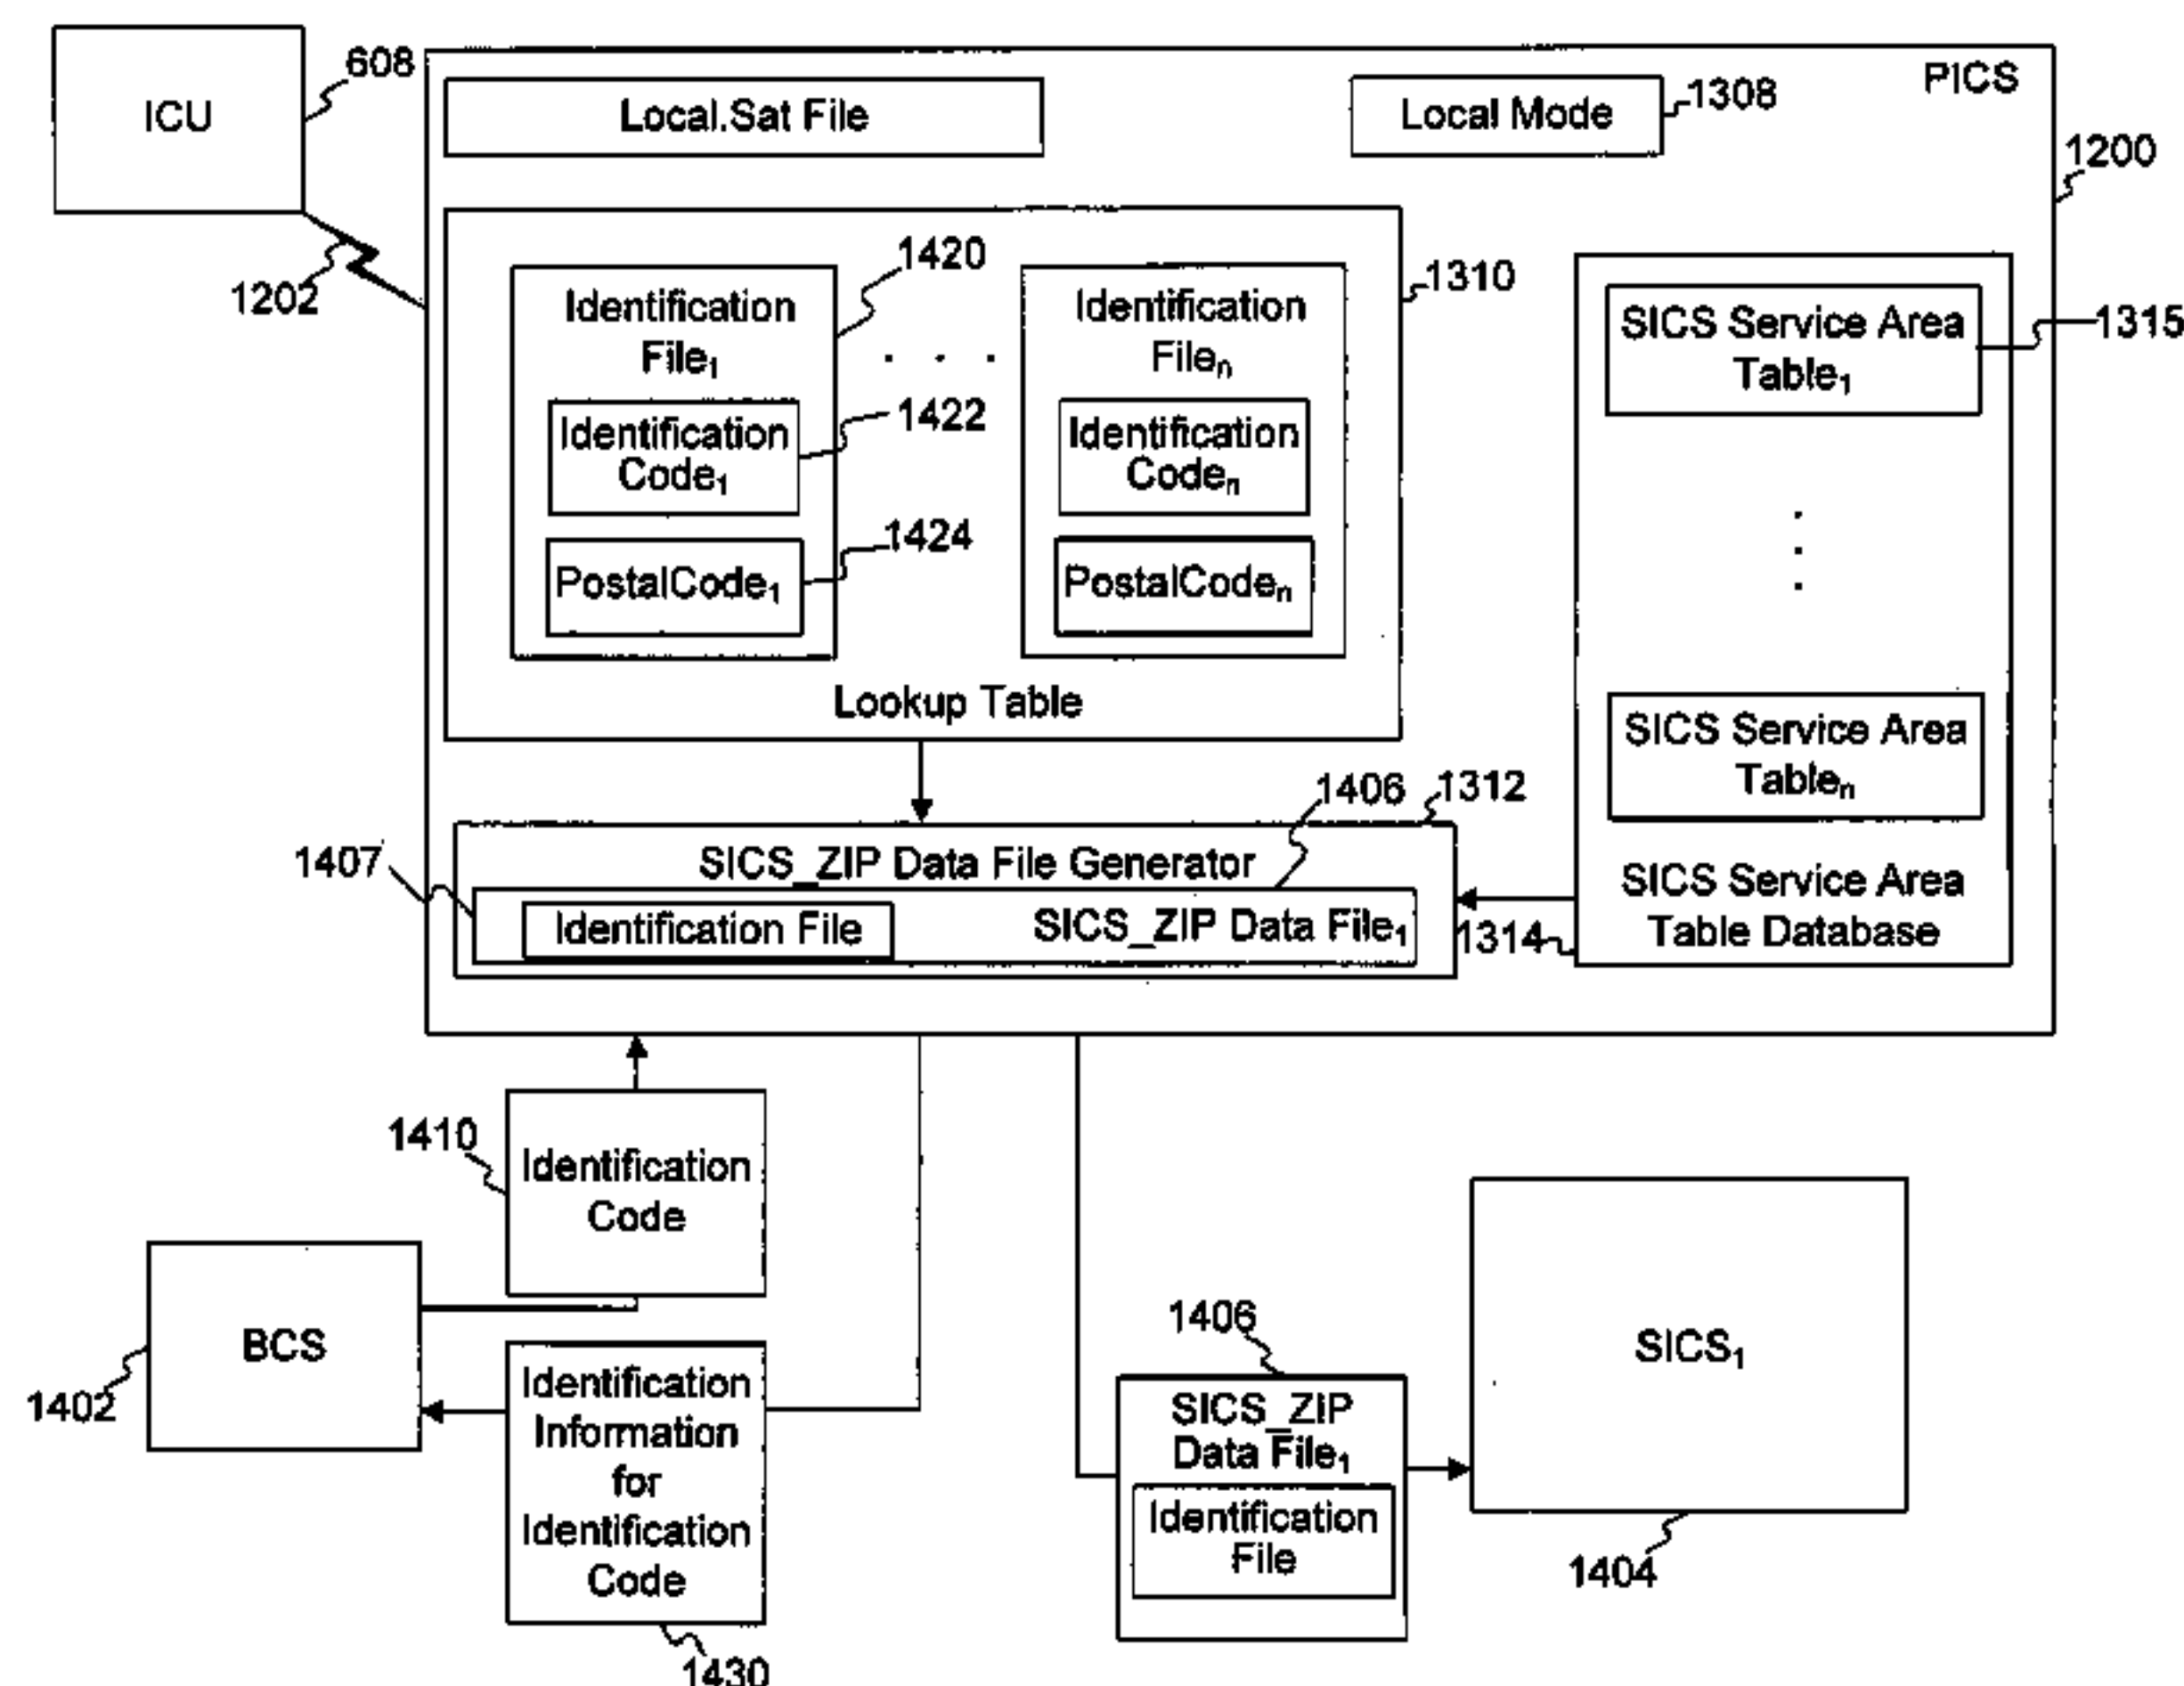 ICU
608
1202
PICS
1200
Local.Sat File
Local Mode
1308
1420
1310
Identification
File₁
. . .
Identification
Fileₙ
1422
Identification
Code₁
Identification
Codeₙ
1424
PostalCode₁
PostalCodeₙ
Lookup Table
SICS Service Area
Table₁
1315
.
.
.
SICS Service Area
Tableₙ
SICS Service Area
Table Database
1314
1406
1312
1407
SICS_ZIP Data File Generator
Identification File
SICS_ZIP Data File₁
1410
Identification
Code
BCS
1402
Identification
Information
for
Identification
Code
1430
1406
SICS_ZIP
Data File₁
Identification
File
SICS₁
1404